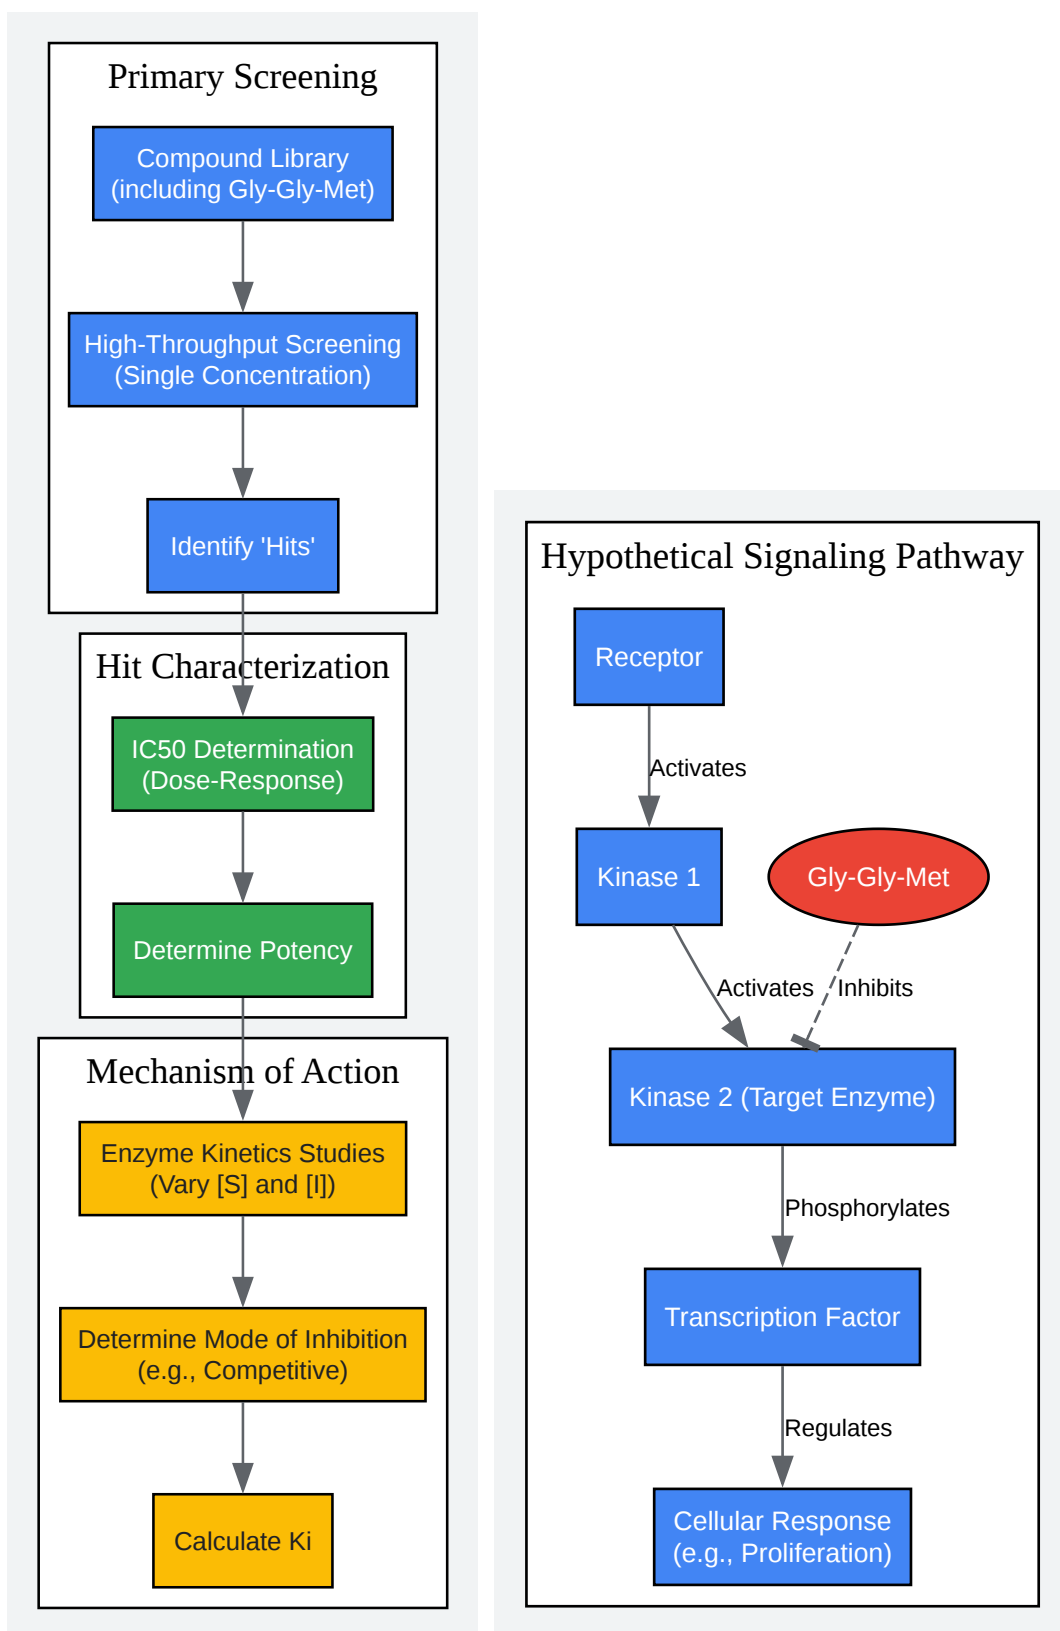 Primary Screening
Compound Library
(including Gly-Gly-Met)
High-Throughput Screening
(Single Concentration)
Identify 'Hits'
Hit Characterization
IC50 Determination
(Dose-Response)
Determine Potency
Mechanism of Action
Enzyme Kinetics Studies
(Vary [S] and [I])
Determine Mode of Inhibition
(e.g., Competitive)
Calculate Ki
Hypothetical Signaling Pathway
Receptor
Activates
Kinase 1
Gly-Gly-Met
Activates
Inhibits
Kinase 2 (Target Enzyme)
Phosphorylates
Transcription Factor
Regulates
Cellular Response
(e.g., Proliferation)